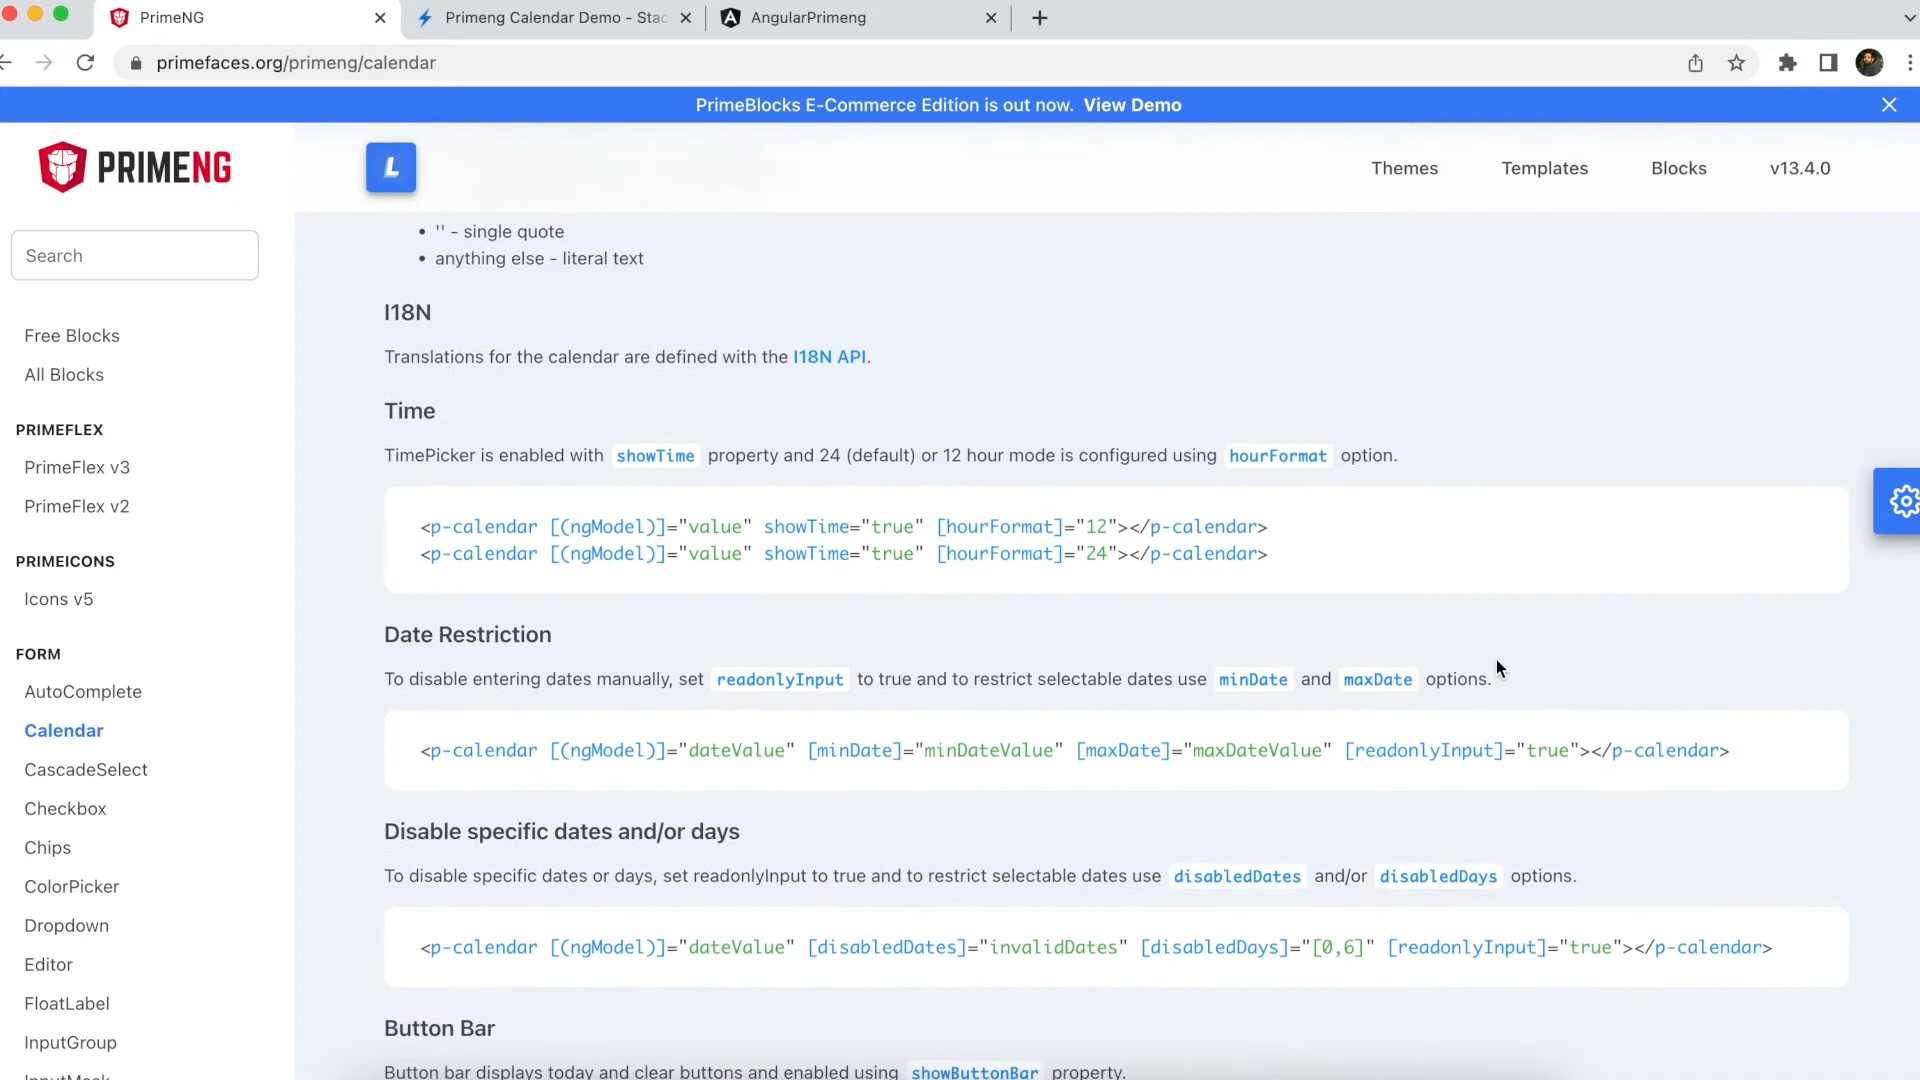 PrimeNG
Primeng Calendar Demo - Stac
AngularPrimeng
primefaces.org/primeng/calendar
PrimeBlocks E-Commerce Edition is out now. View Demo
PRIMENG
L
Themes
Templates
Blocks
v13.4.0
Search
Free Blocks
All Blocks
PRIMEFLEX
PrimeFlex v3
PrimeFlex v2
PRIMEICONS
Icons v5
FORM
AutoComplete
Calendar
CascadeSelect
Checkbox
Chips
ColorPicker
Dropdown
Editor
FloatLabel
InputGroup
InputMask
• '' - single quote
• anything else - literal text
I18N
Translations for the calendar are defined with the I18N API.
Time
TimePicker is enabled with showTime property and 24 (default) or 12 hour mode is configured using hourFormat option.
<p-calendar [(ngModel)]="value" showTime="true" [hourFormat]="12"></p-calendar>
<p-calendar [(ngModel)]="value" showTime="true" [hourFormat]="24"></p-calendar>
Date Restriction
To disable entering dates manually, set readonlyInput to true and to restrict selectable dates use minDate and maxDate options.
<p-calendar [(ngModel)]="dateValue" [minDate]="minDateValue" [maxDate]="maxDateValue" [readonlyInput]="true"></p-calendar>
Disable specific dates and/or days
To disable specific dates or days, set readonlyInput to true and to restrict selectable dates use disabledDates and/or disabledDays options.
<p-calendar [(ngModel)]="dateValue" [disabledDates]="invalidDates" [disabledDays]="[0,6]" [readonlyInput]="true"></p-calendar>
Button Bar
Button bar displays today and clear buttons and enabled using showButtonBar property.